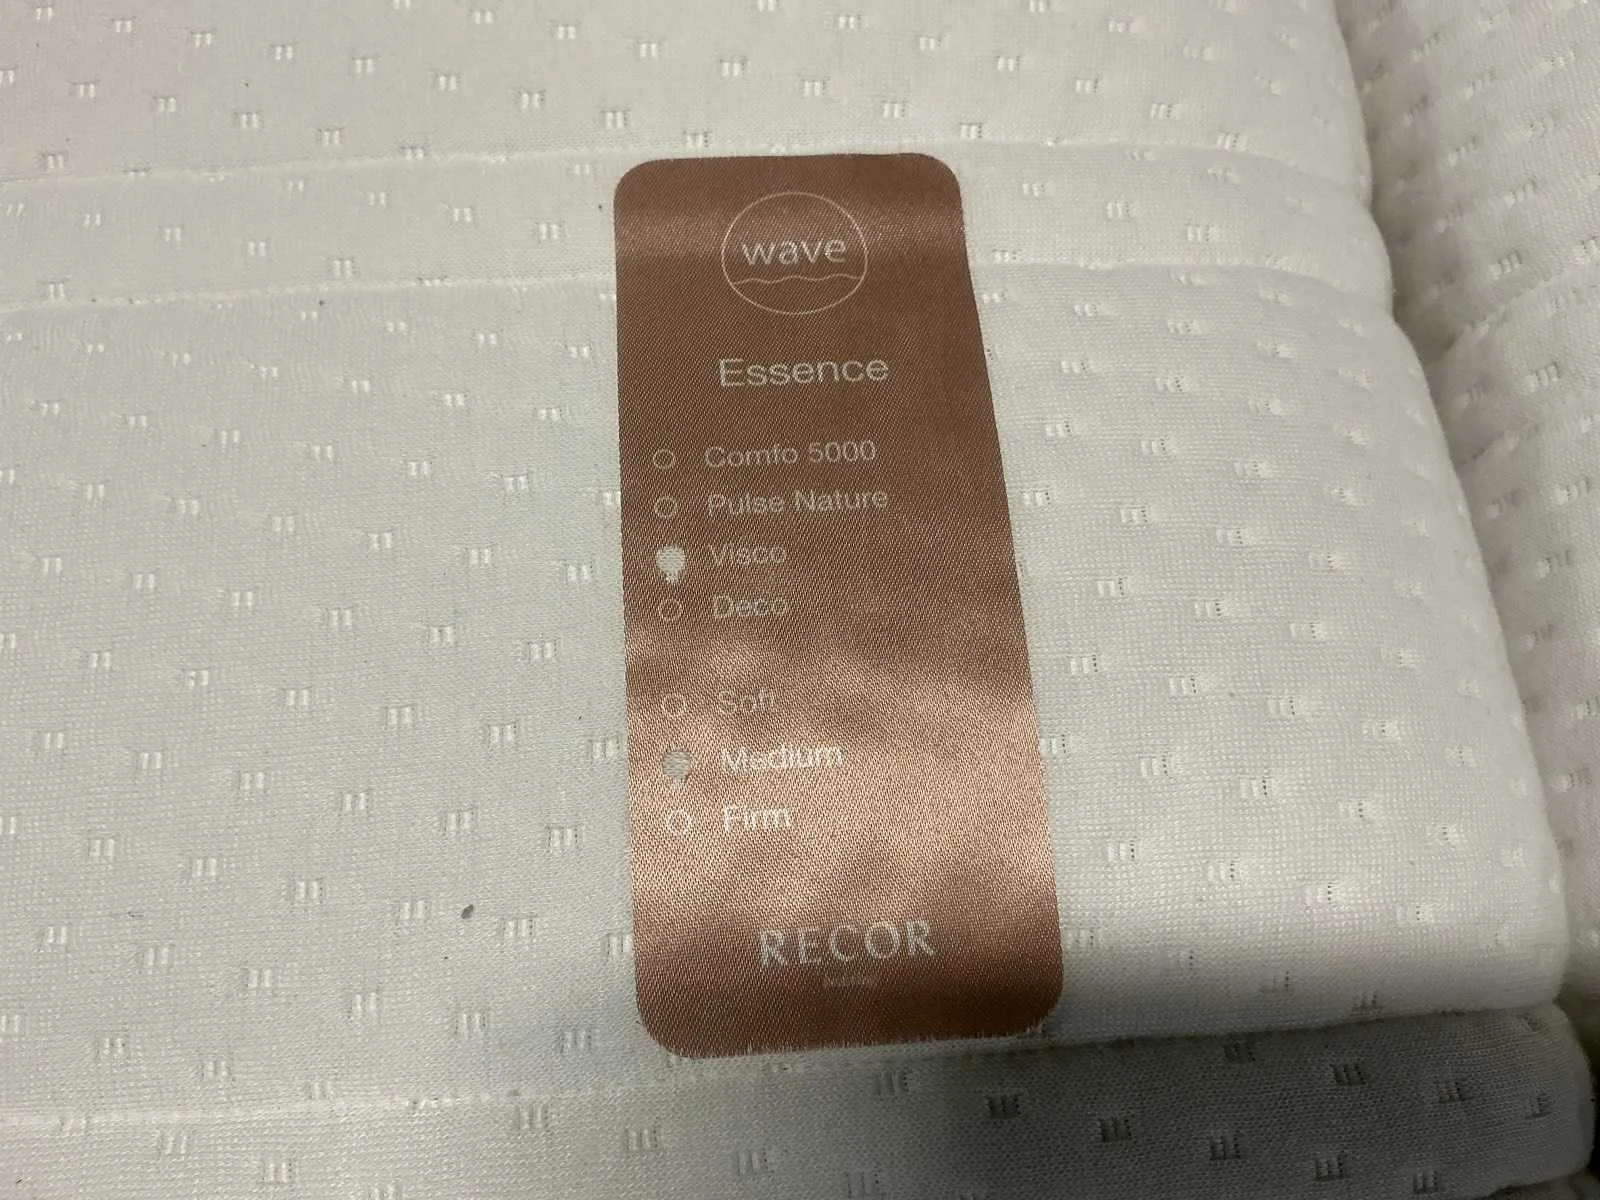 wave
Essence
Comfo 5000
Pulse Nature
Visco
Deco
Soft
Medium
Firm
RECOR